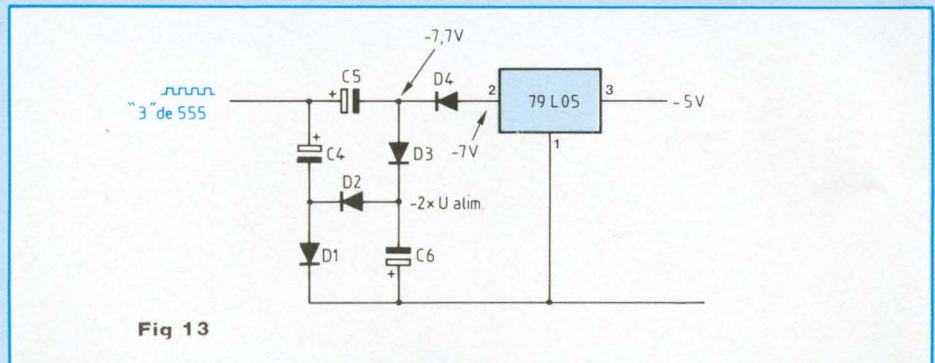 -7,7V
C5
D4
+
2
79 L05
3
-5V
"3" de 555
1
-7V
+
C4
D3
D2
-2× U alim.
D1
C6
+
Fig 13